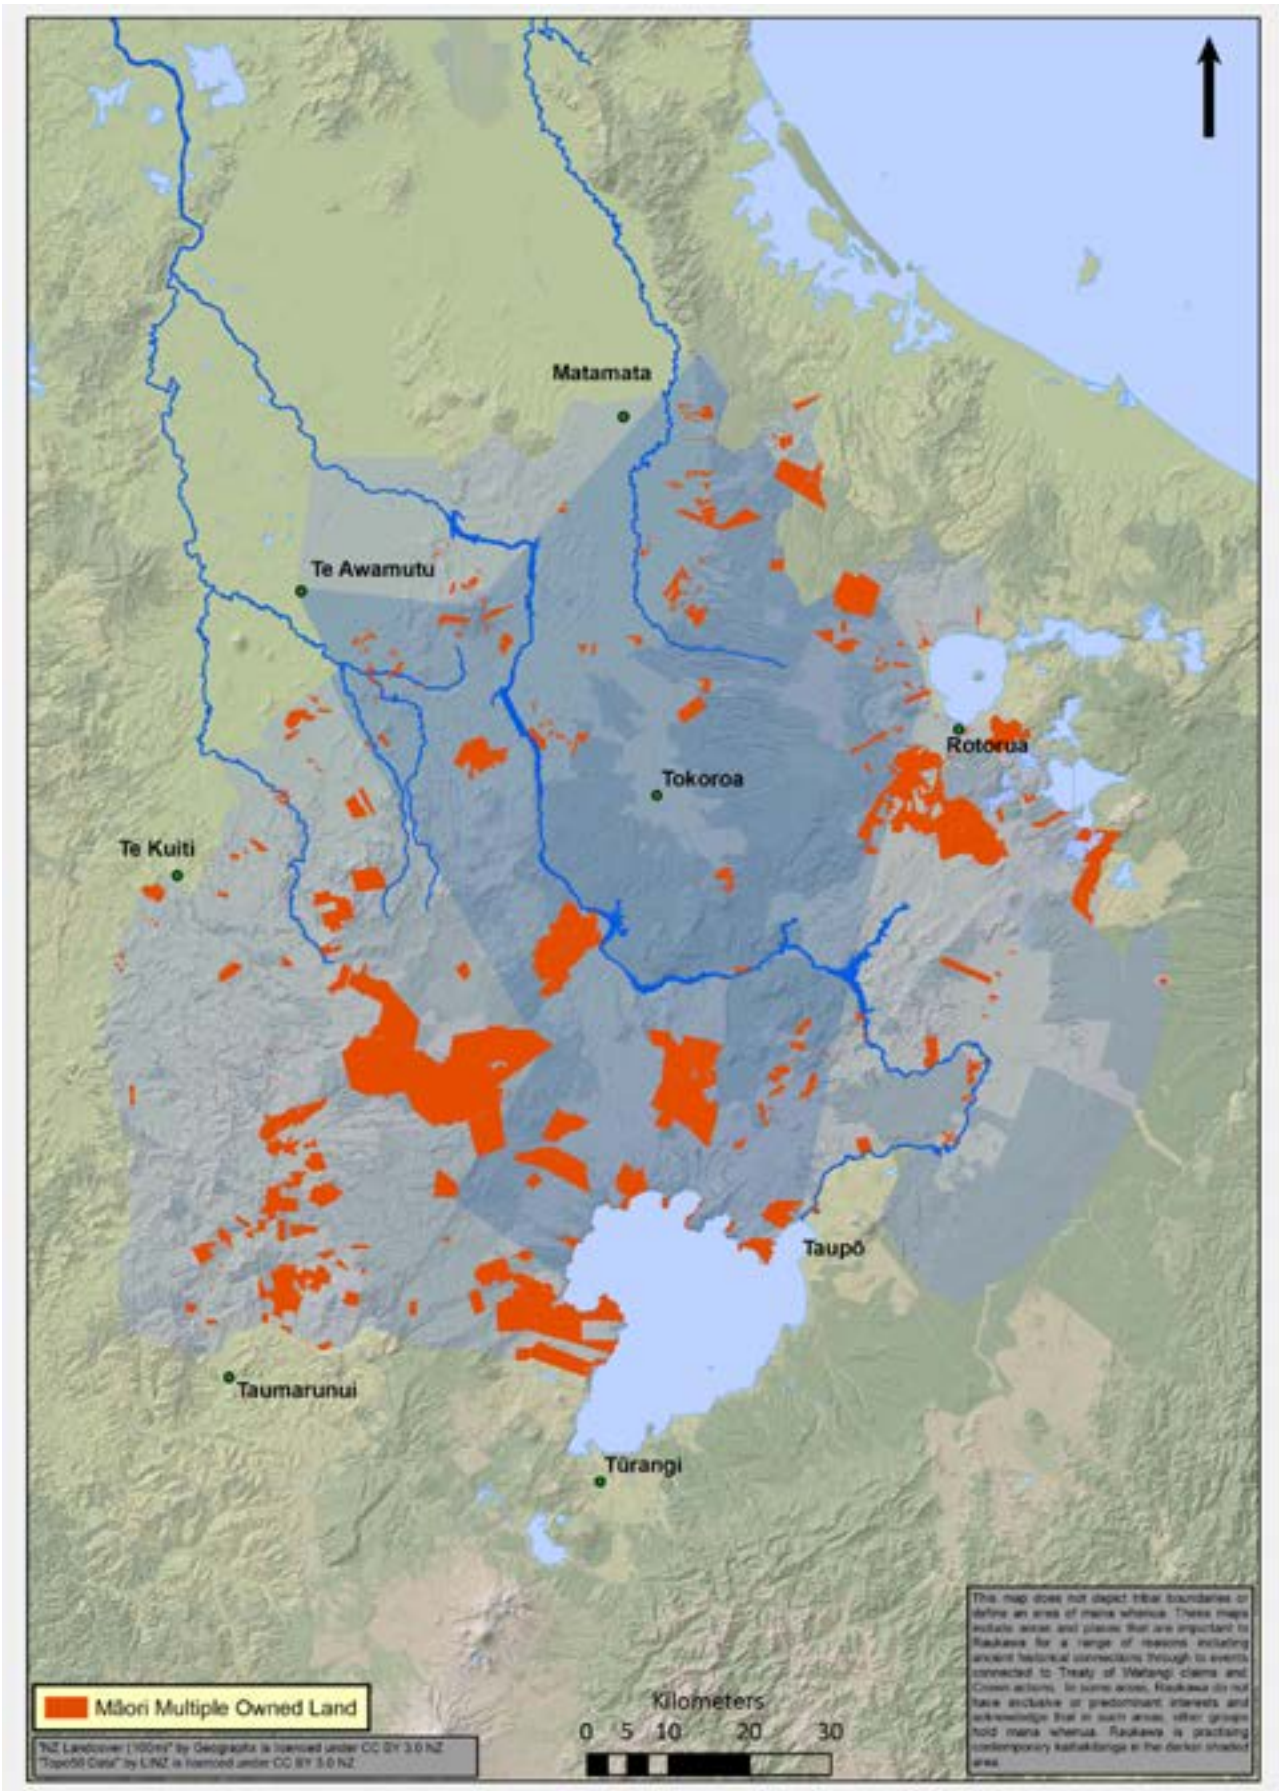 Matamata
Te Awamutu
Rotorua
Tokoroa
Te Kuiti
Taupō
Taumarunui
Tūrangi
This map does not depict tribal boundaries or
define an area of mana whenua. These maps
include areas and places that are important to
Raukawa for a range of reasons including
ancient historical connections through to events
connected to Treaty of Waitangi claims and
Crown actions. In some areas, Raukawa do not
have exclusive or predominant interests and
acknowledge that in such areas, other groups
hold mana whenua. Raukawa is practising
contemporary kaitiakitanga in the darker shaded
area.
Māori Multiple Owned Land
Kilometers
0 5 10 20 30
"NZ Landcover (100m)" by Geographx is licensed under CC BY 3.0 NZ
"Topo50 Data" by LINZ is licensed under CC BY 3.0 NZ